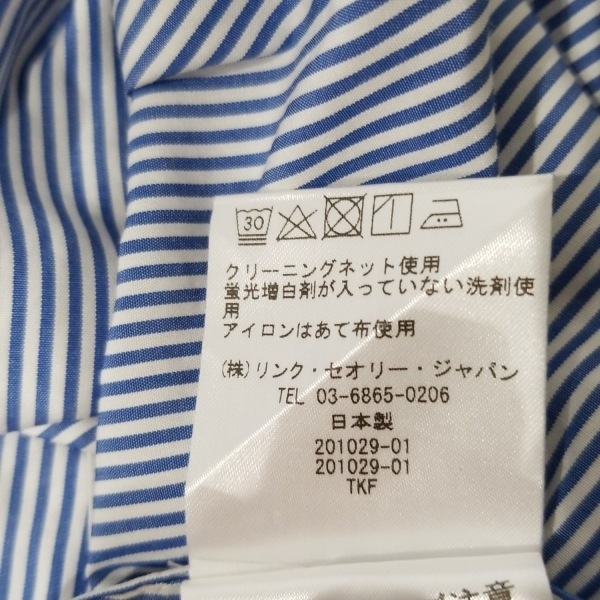 30
クリーニングネット使用
蛍光増白剤が入っていない洗剤使
用
アイロンはあて布使用
(株)リンク・セオリー・ジャパン
TEL 03-6865-0206
日本製
201029-01
201029-01
TKF
注意